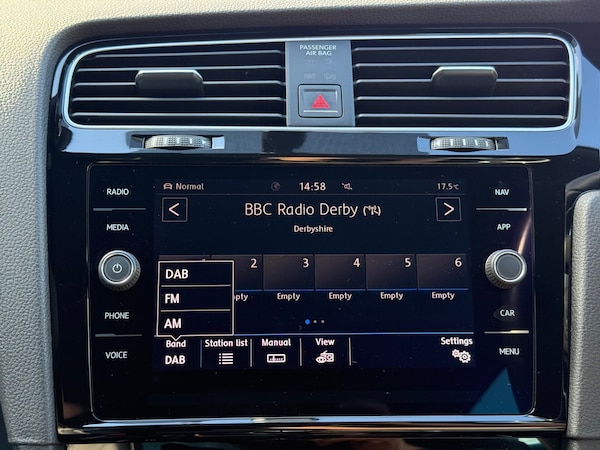 PASSENGER
AIR BAG
RADIO
MEDIA
PHONE
VOICE
NAV
APP
CAR
MENU
Normal 14:58 17.5°C
< BBC Radio Derby >
Derbyshire
2 3 4 5 6
Empty Empty Empty Empty
DAB
FM
AM
Band Station list Manual View Settings
DAB